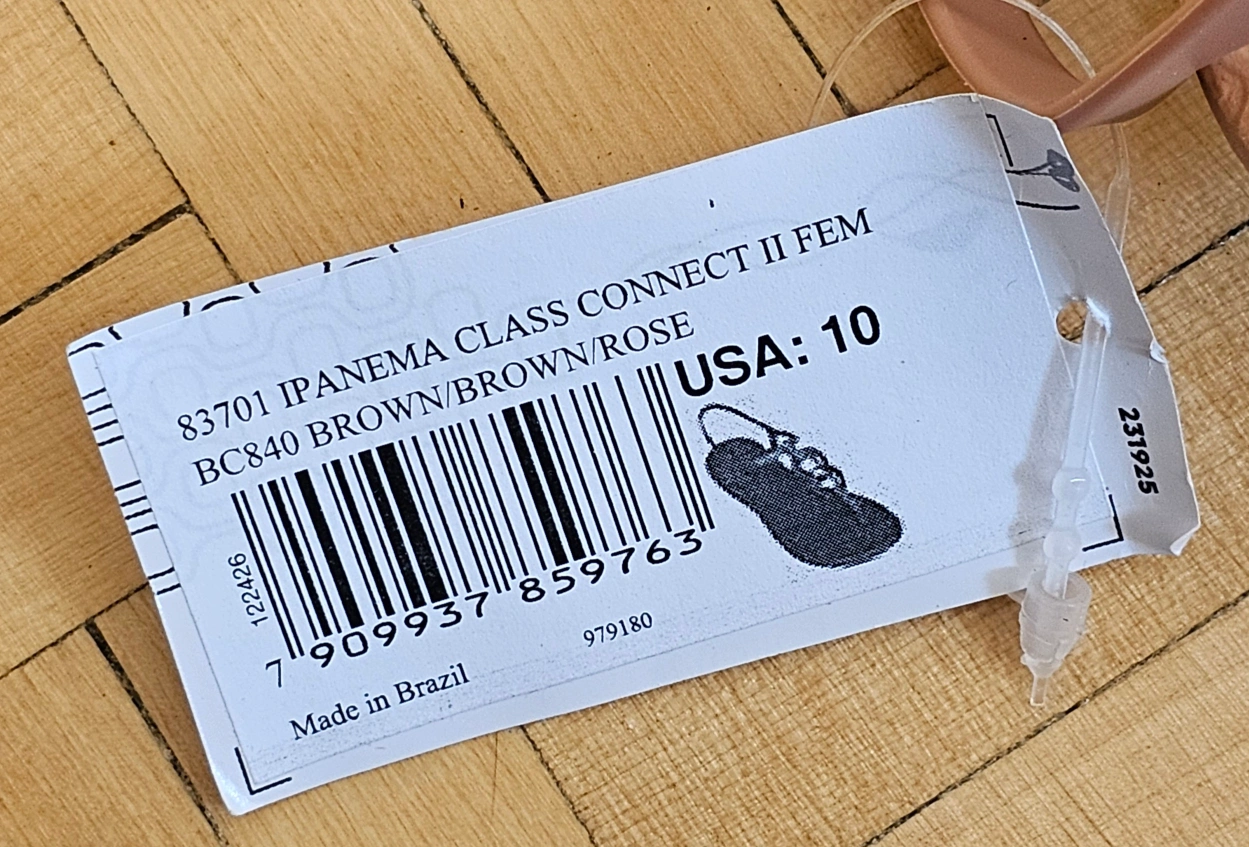 83701 IPANEMA CLASS CONNECT II FEM
BC840 BROWN/BROWN/ROSE
USA: 10
122426
7 909937 859763
979180
Made in Brazil
231925